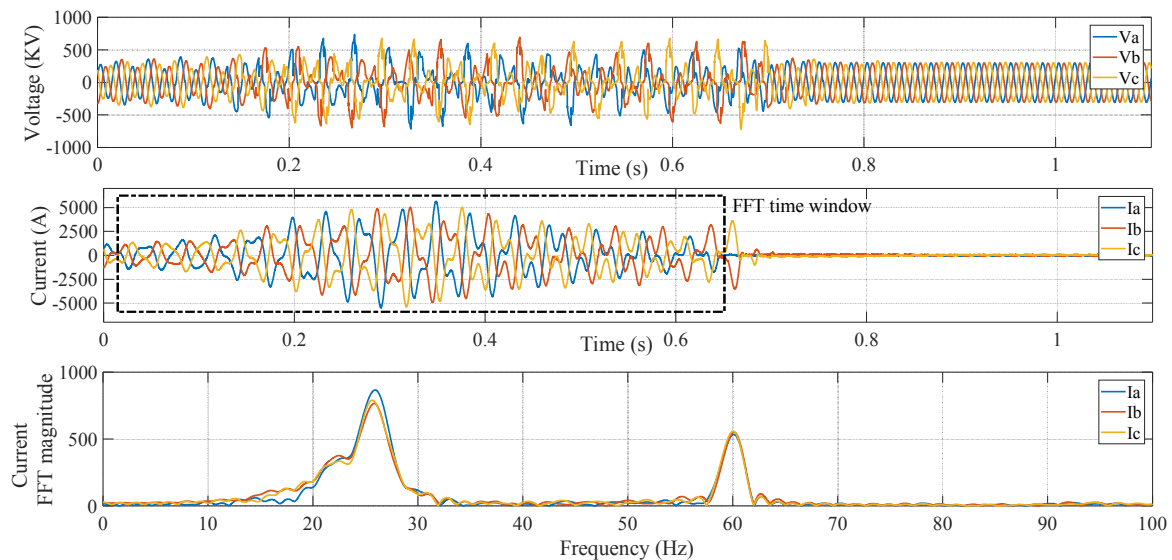 1000
500
0
-500
-1000
Voltage (KV)
Va
Vb
Vc
0 0.2 0.4 0.6 0.8 1
Time (s)
5000
2500
0
-2500
-5000
Current (A)
FFT time window
Ia
Ib
Ic
0 0.2 0.4 0.6 0.8 1
Time (s)
1000
500
0
Current
FFT magnitude
Ia
Ib
Ic
0 10 20 30 40 50 60 70 80 90 100
Frequency (Hz)